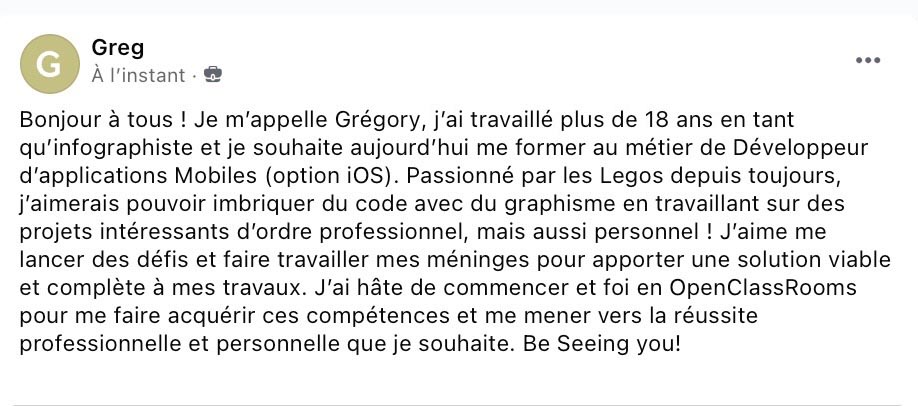 G
Greg
À l’instant ·
Bonjour à tous ! Je m’appelle Grégory, j’ai travaillé plus de 18 ans en tant
qu’infographiste et je souhaite aujourd’hui me former au métier de Développeur
d’applications Mobiles (option iOS). Passionné par les Legos depuis toujours,
j’aimerais pouvoir imbriquer du code avec du graphisme en travaillant sur des
projets intéressants d’ordre professionnel, mais aussi personnel ! J’aime me
lancer des défis et faire travailler mes méninges pour apporter une solution viable
et complète à mes travaux. J’ai hâte de commencer et foi en OpenClassRooms
pour me faire acquérir ces compétences et me mener vers la réussite
professionnelle et personnelle que je souhaite. Be Seeing you!